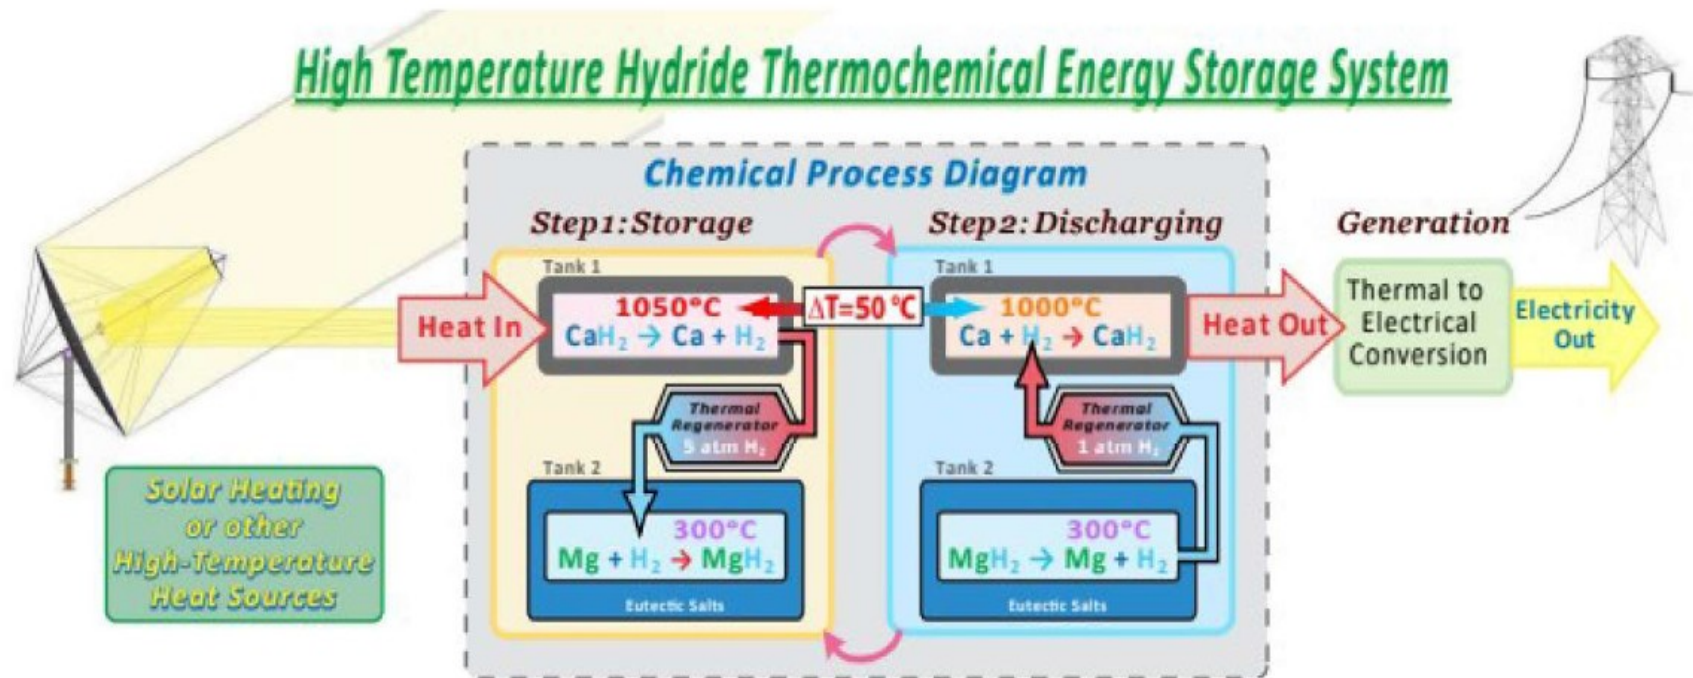 High Temperature Hydride Thermochemical Energy Storage System
Chemical Process Diagram
Step1:Storage
Tank 1
1050°C
CaH₂ → Ca + H₂
Heat In
Thermal
Regenerator
5 atm H₂
Tank 2
300°C
Mg + H₂ → MgH₂
Eutectic Salts
ΔT=50 °C
Step2:Discharging
Tank 1
1000°C
Ca + H₂ → CaH₂
Thermal
Regenerator
1 atm H₂
Tank 2
300°C
MgH₂ → Mg + H₂
Eutectic Salts
Heat Out
Generation
Thermal to
Electrical
Conversion
Electricity
Out
Solar Heating
or other
High-Temperature
Heat Sources